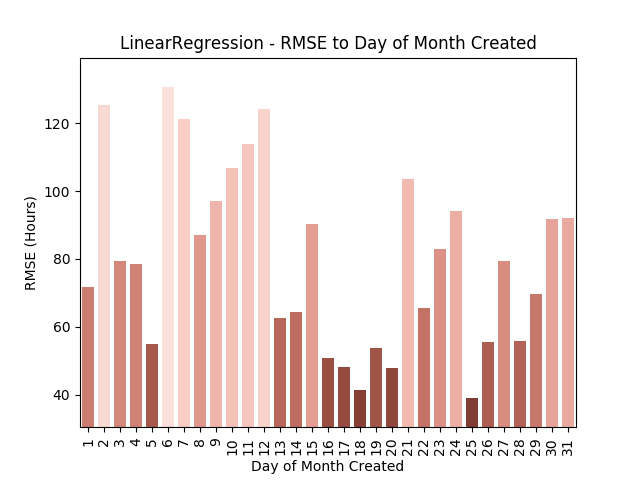 LinearRegression - RMSE to Day of Month Created
RMSE (Hours)
120
100
80
60
40
1 2 3 4 5 6 7 8 9 10 11 12 13 14 15 16 17 18 19 20 21 22 23 24 25 26 27 28 29 30 31
Day of Month Created